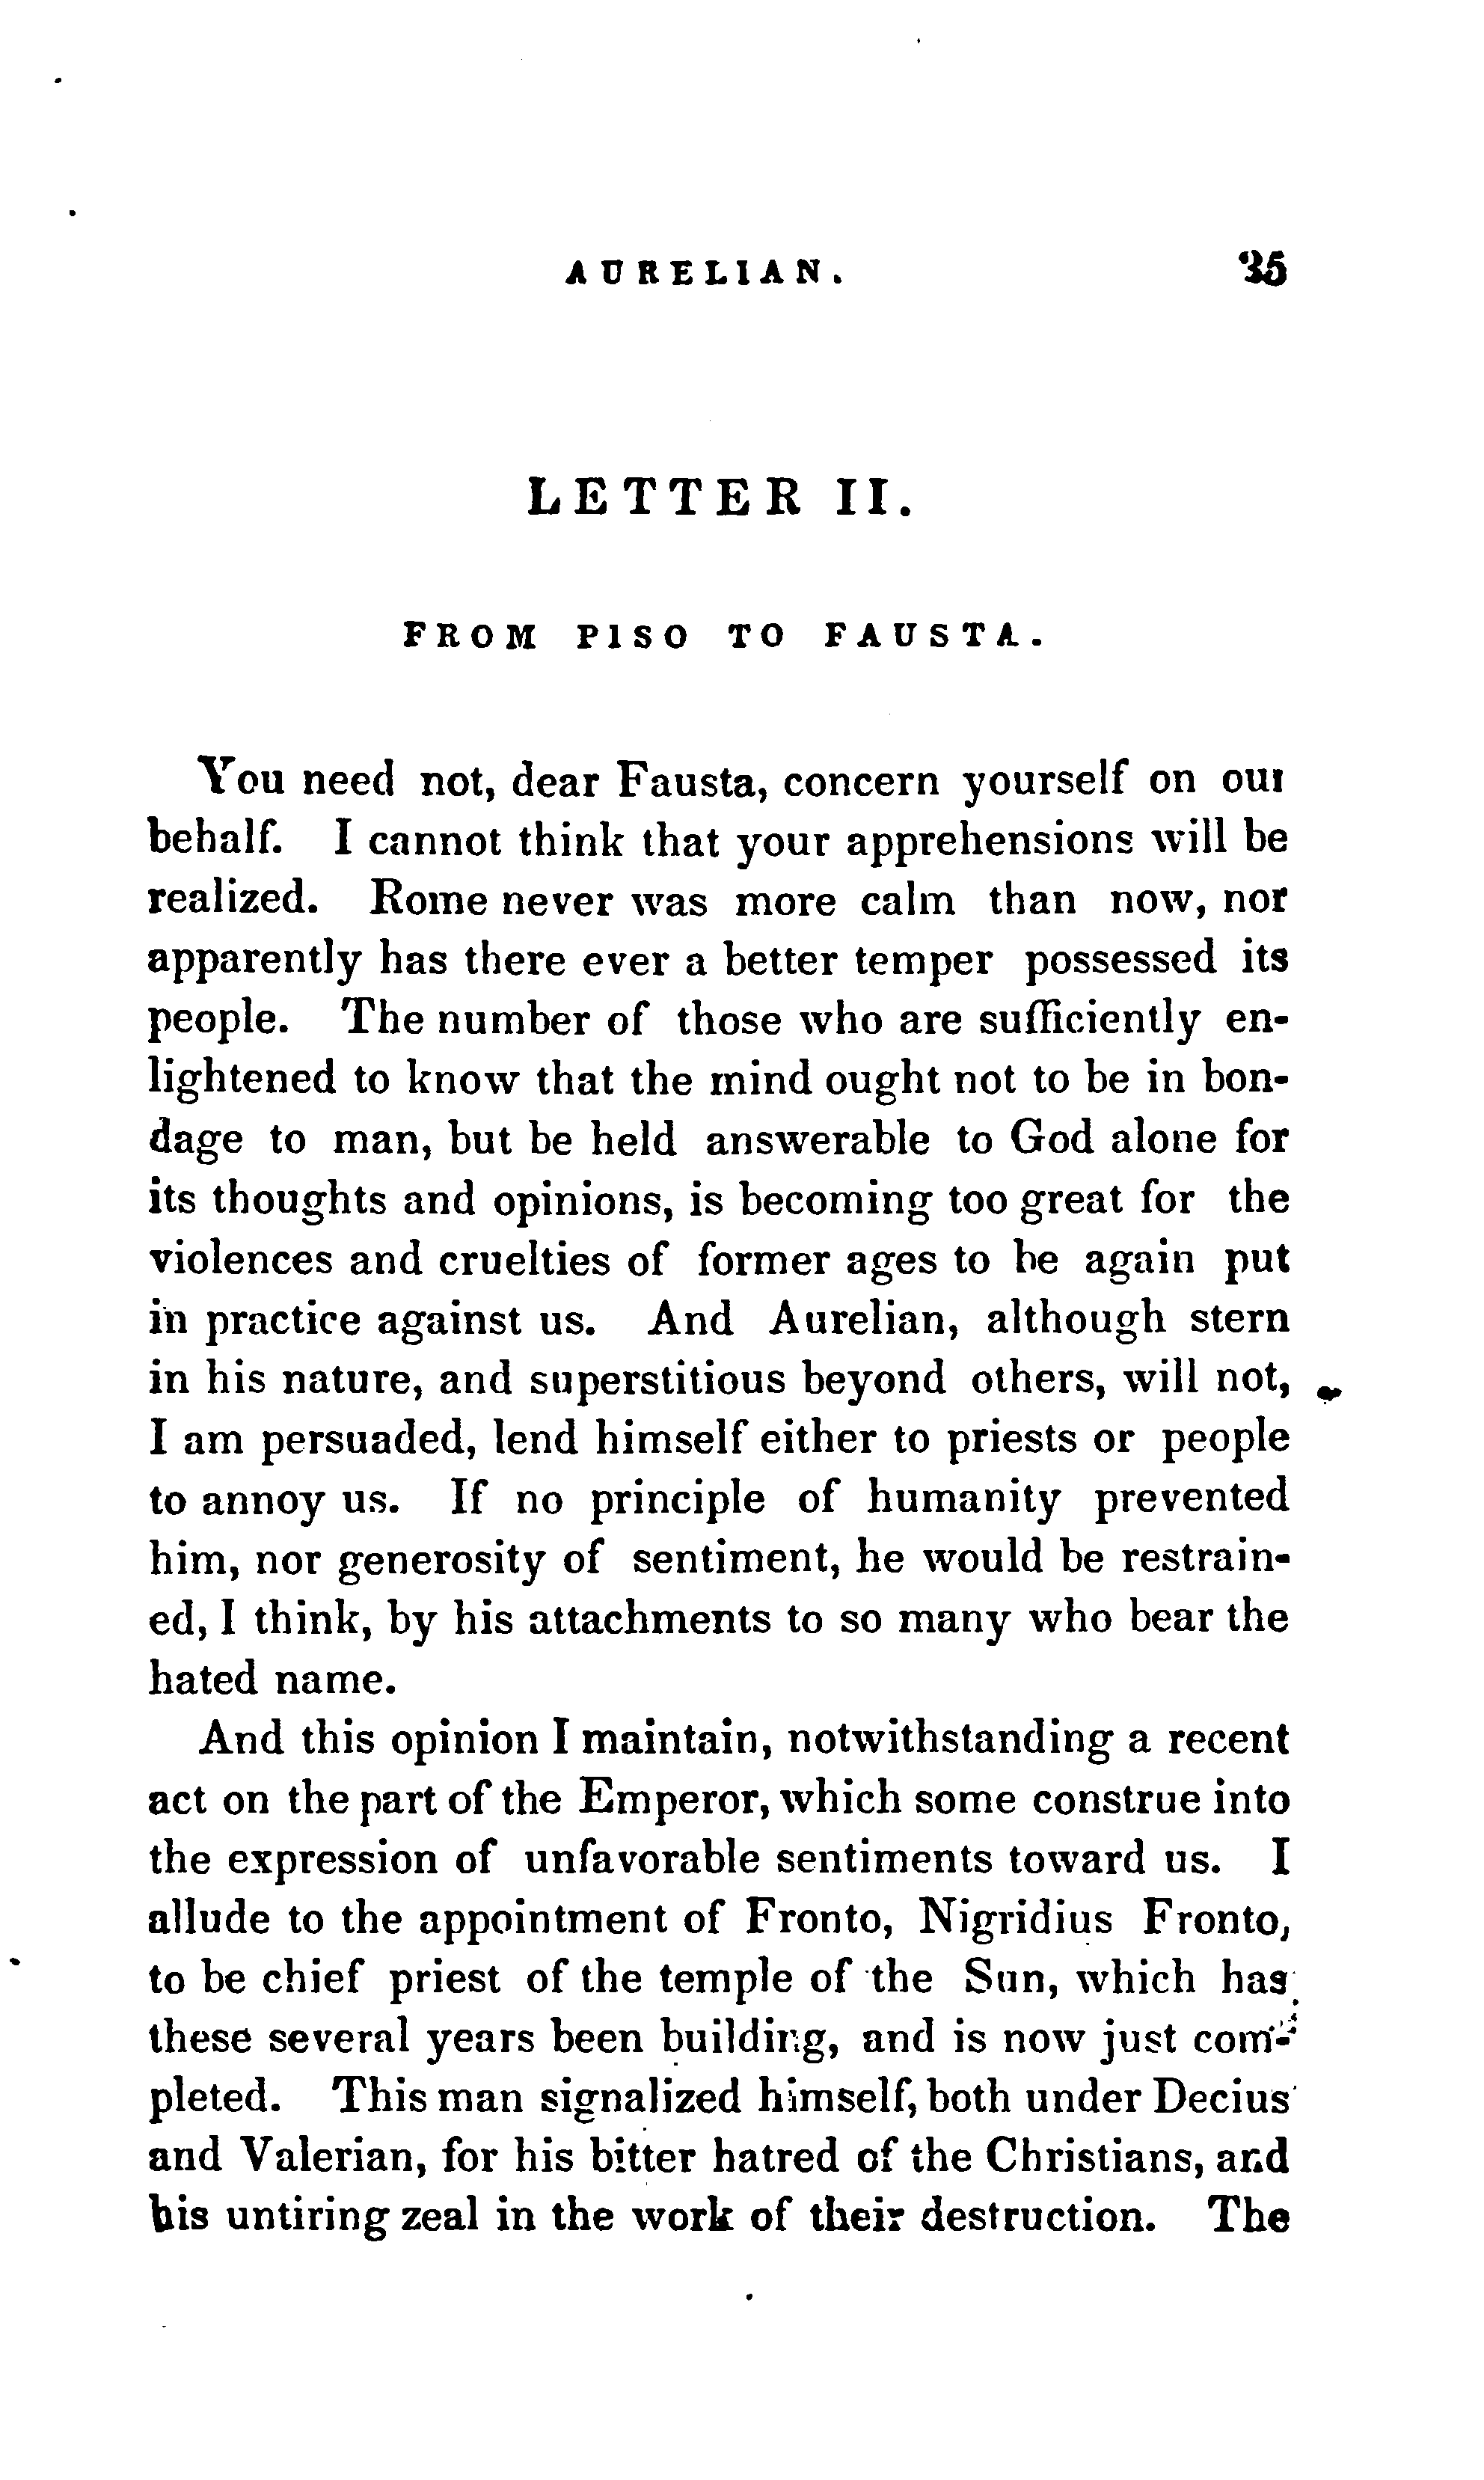 AURELIAN. 35
LETTER II.
FROM PISO TO FAUSTA.
You need not, dear Fausta, concern yourself on our
behalf. I cannot think that your apprehensions will be
realized. Rome never was more calm than now, nor
apparently has there ever a better temper possessed its
people. The number of those who are sufficiently en-
lightened to know that the mind ought not to be in bon-
dage to man, but be held answerable to God alone for
its thoughts and opinions, is becoming too great for the
violences and cruelties of former ages to be again put
in practice against us. And Aurelian, although stern
in his nature, and superstitious beyond others, will not,
I am persuaded, lend himself either to priests or people
to annoy us. If no principle of humanity prevented
him, nor generosity of sentiment, he would be restrain-
ed, I think, by his attachments to so many who bear the
hated name.
And this opinion I maintain, notwithstanding a recent
act on the part of the Emperor, which some construe into
the expression of unfavorable sentiments toward us. I
allude to the appointment of Fronto, Nigridius Fronto,
to be chief priest of the temple of the Sun, which has
these several years been building, and is now just com-
pleted. This man signalized himself, both under Decius
and Valerian, for his bitter hatred of the Christians, and
his untiring zeal in the work of their destruction. The